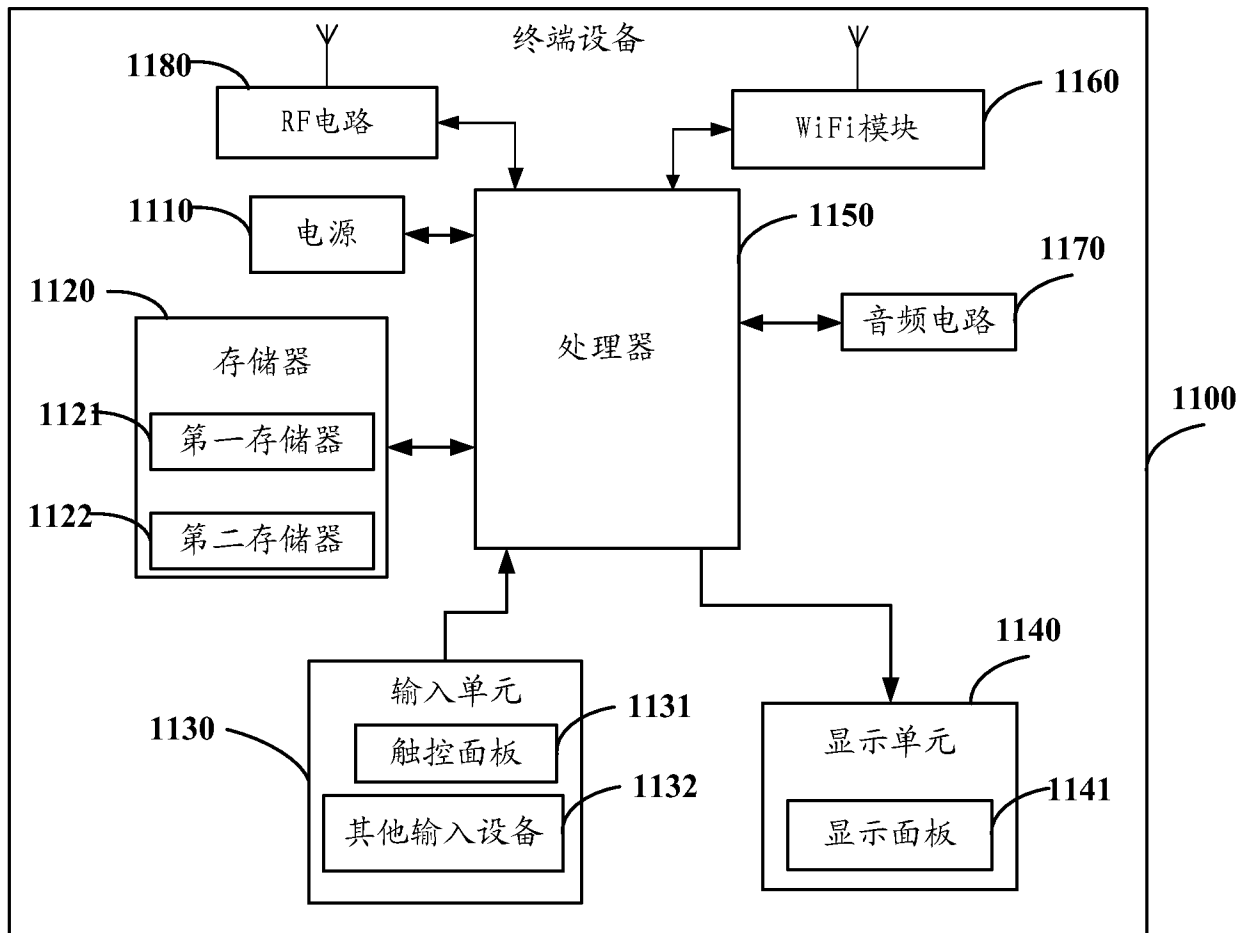 终端设备
1180
RF电路
1160
WiFi模块
1110
电源
1150
1170
音频电路
处理器
1120
存储器
1121
第一存储器
1122
第二存储器
1100
1130
输入单元
1131
触控面板
1132
其他输入设备
1140
显示单元
1141
显示面板